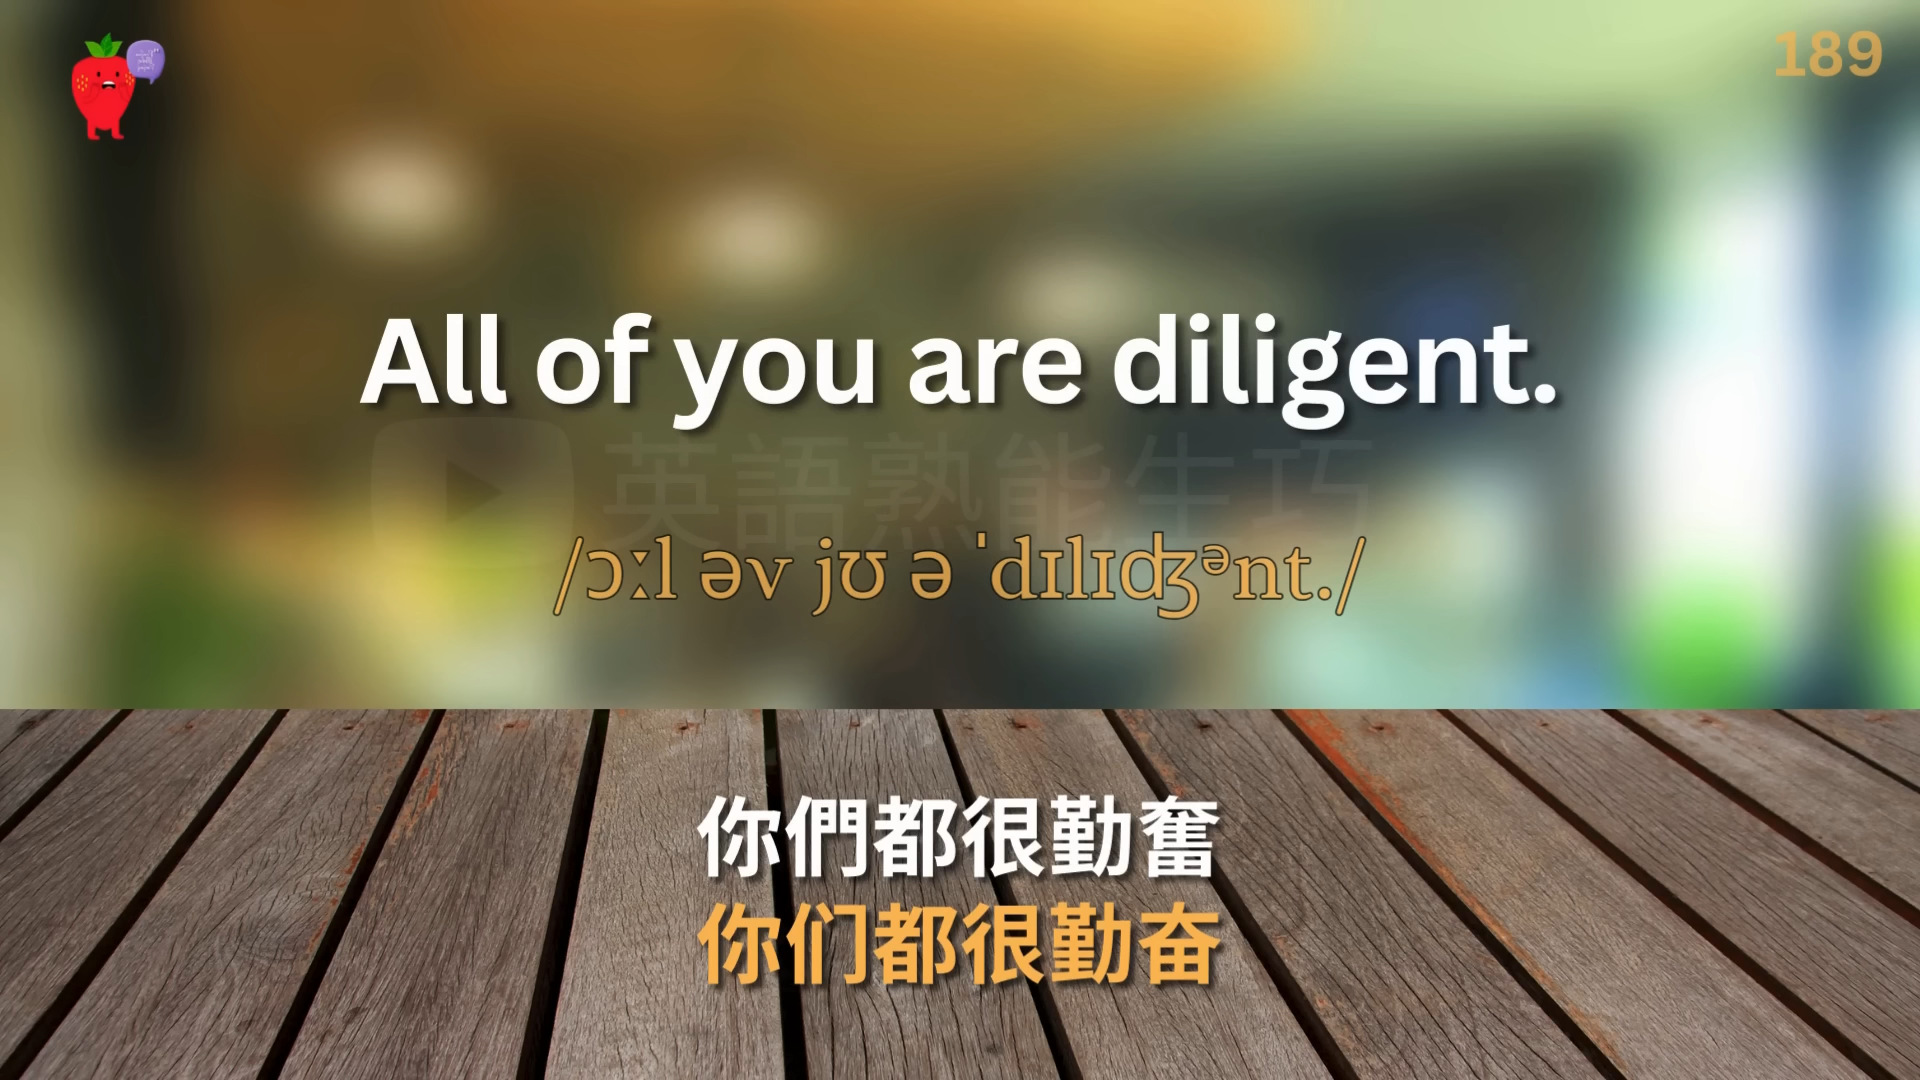 189
All of you are diligent.
英語熟能生巧
/ɔːl əv jʊ ə ˈdɪlɪʤᵊnt./
你們都很勤奮
你们都很勤奋